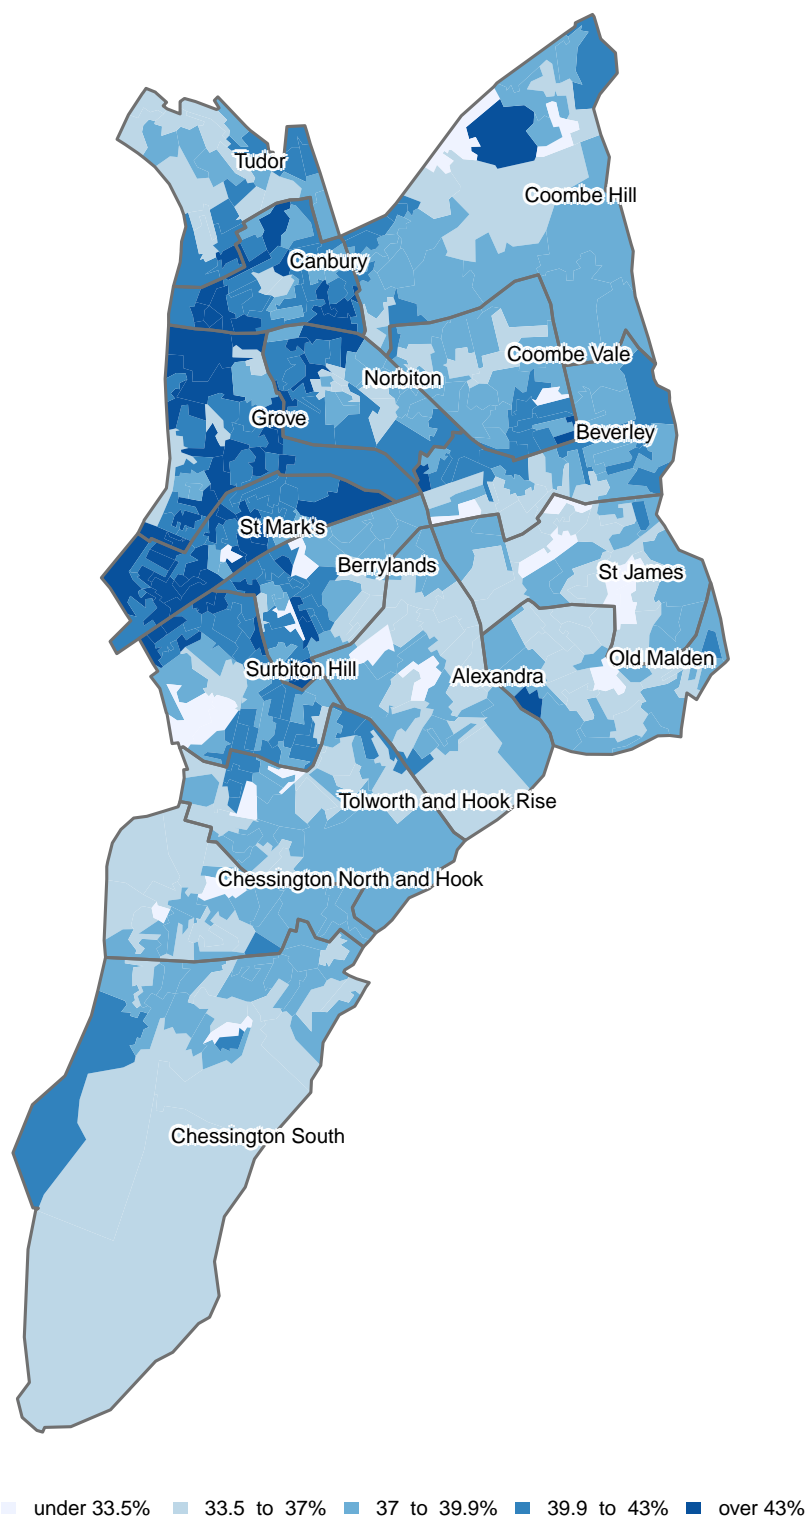 Tudor
Coombe Hill
Canbury
Coombe Vale
Norbiton
Grove
Beverley
St Mark's
Berrylands
St James
Old Malden
Surbiton Hill
Alexandra
Tolworth and Hook Rise
Chessington North and Hook
Chessington South
under 33.5% 33.5 to 37% 37 to 39.9% 39.9 to 43% over 43%